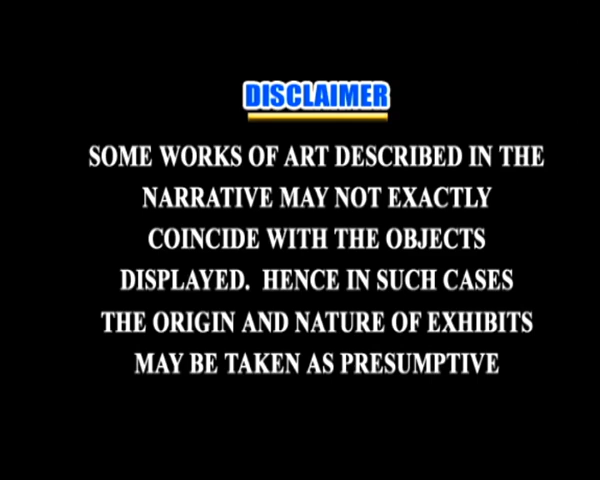 DISCLAIMER
SOME WORKS OF ART DESCRIBED IN THE
NARRATIVE MAY NOT EXACTLY
COINCIDE WITH THE OBJECTS
DISPLAYED. HENCE IN SUCH CASES
THE ORIGIN AND NATURE OF EXHIBITS
MAY BE TAKEN AS PRESUMPTIVE